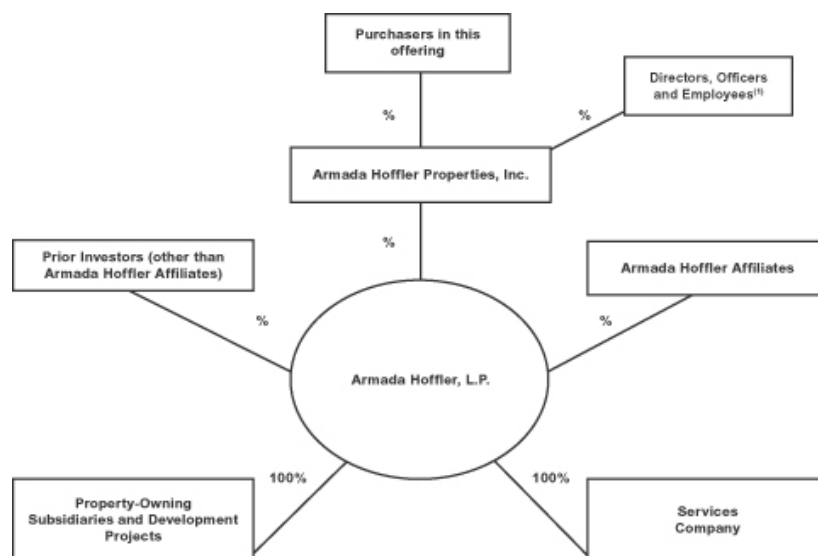 Purchasers in this
offering
Directors, Officers
and Employees(1)
%
%
Armada Hoffler Properties, Inc.
%
Prior Investors (other than
Armada Hoffler Affiliates)
Armada Hoffler Affiliates
%
%
Armada Hoffler, L.P.
100%
100%
Property-Owning
Subsidiaries and Development
Projects
Services
Company